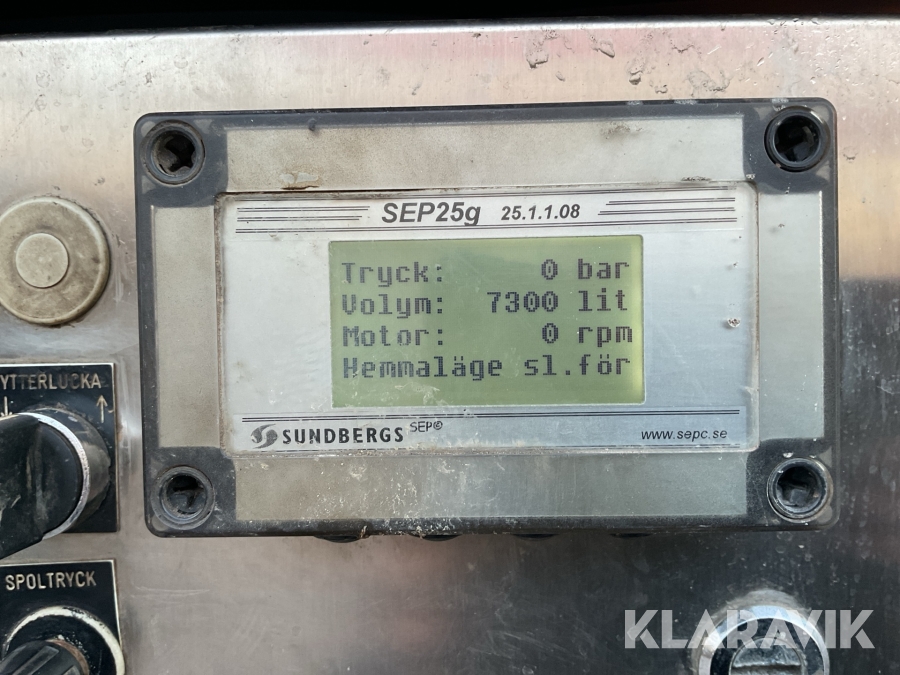 SEP25g 25.1.1.08
Tryck: 0 bar
Volym: 7300 lit
Motor: 0 rpm
Hemmaläge sl.för
SUNDBERGS SEP©
www.sepc.se
YTTERLUCKA
SPOLTRYCK
KLARAVIK